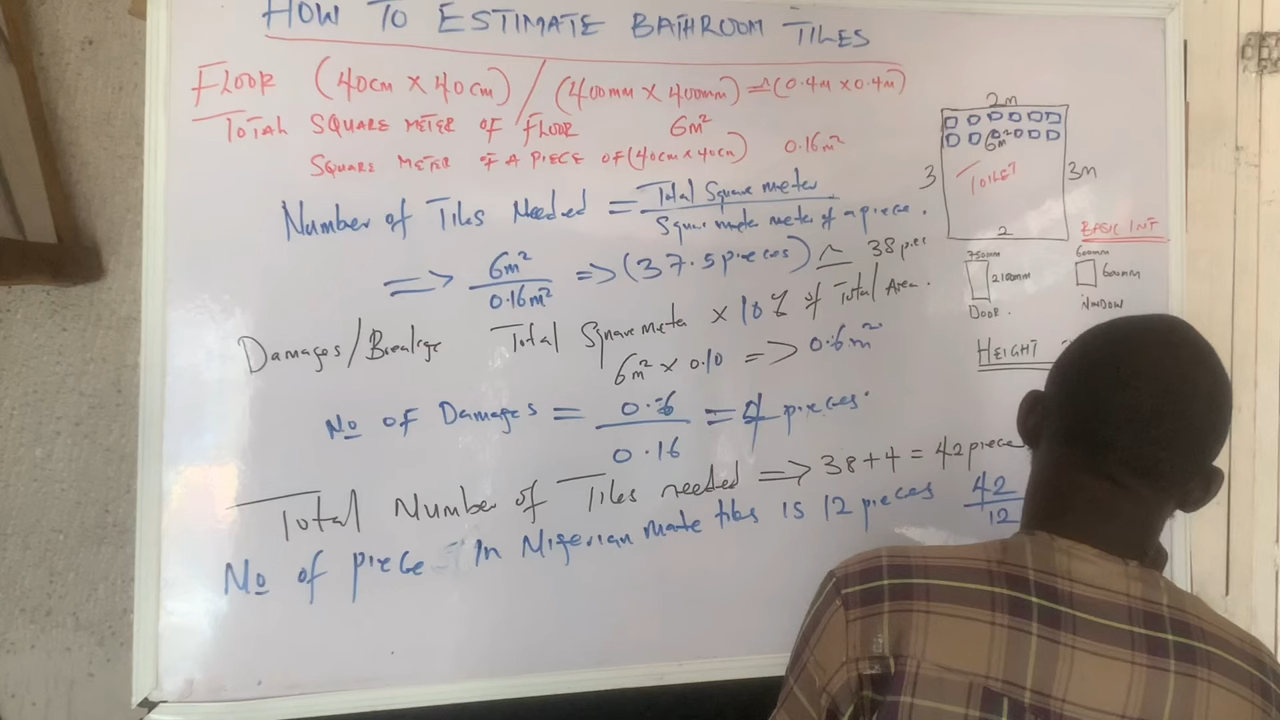 HOW TO ESTIMATE BATHROOM TILES
FLOOR (40cm x 40cm) / (400mm x 400mm) => (0.4m x 0.4m)
TOTAL SQUARE METER OF FLOOR 6m²
SQUARE METER OF A PIECE OF (40cm x 40cm) 0.16m²
Number of Tiles Needed = Total Square meter
Square meter of a piece.
=> 6m² => (37.5 pieces) ≃ 38
0.16m²
Damages/Breakage Total Square meter x 10% of Total Area.
6m² x 0.10 => 0.6m²
No of Damages = 0.6 = 4 pieces.
0.16
Total Number of Tiles needed => 38+4 = 42 piece
No of piece in Nigerian mate tiles is 12 pieces 42
12
2m
6m²
3 TOILET 3m
2
BASIC INT
750mm
2100mm
DOOR.
600mm
600mm
WINDOW
HEIGHT